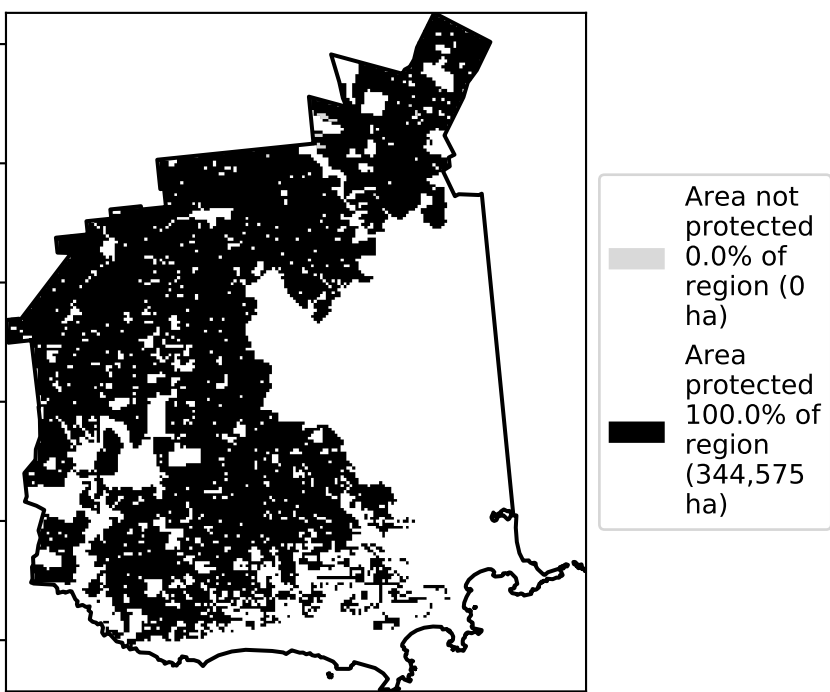 Area not
protected
0.0% of
region (0
ha)
Area
protected
100.0% of
region
(344,575
ha)